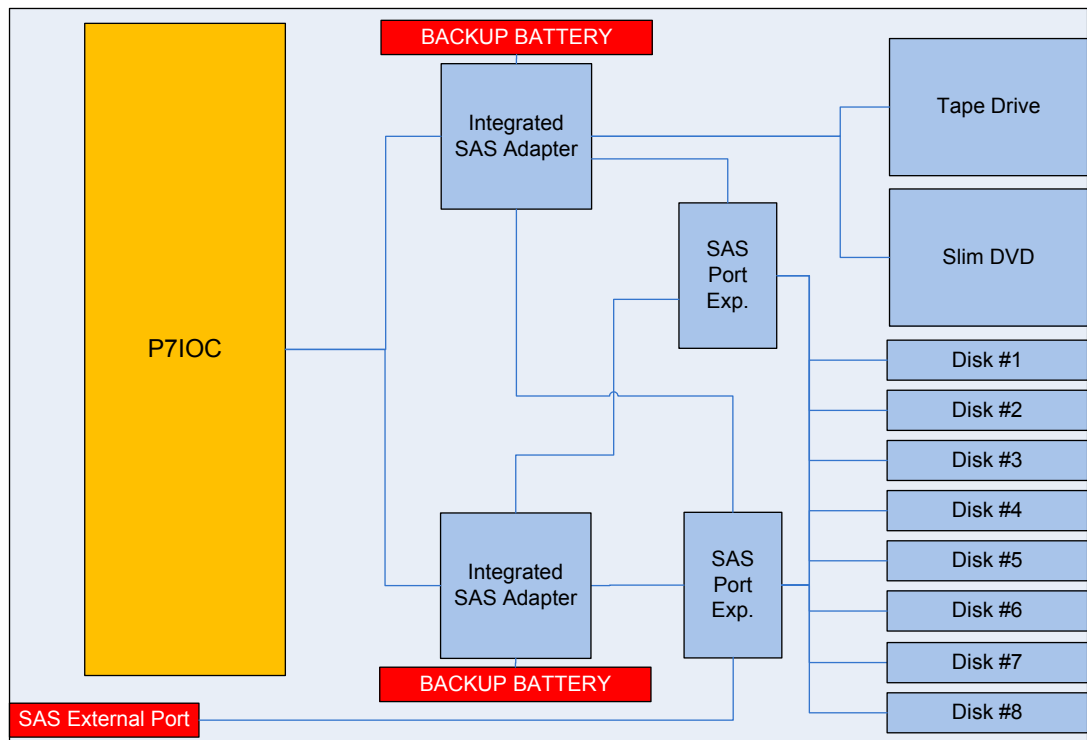 BACKUP BATTERY
Integrated
SAS Adapter
Tape Drive
SAS
Port
Exp.
Slim DVD
P7IOC
Disk #1
Disk #2
Disk #3
Disk #4
Disk #5
Disk #6
Disk #7
Disk #8
Integrated
SAS Adapter
SAS
Port
Exp.
BACKUP BATTERY
SAS External Port